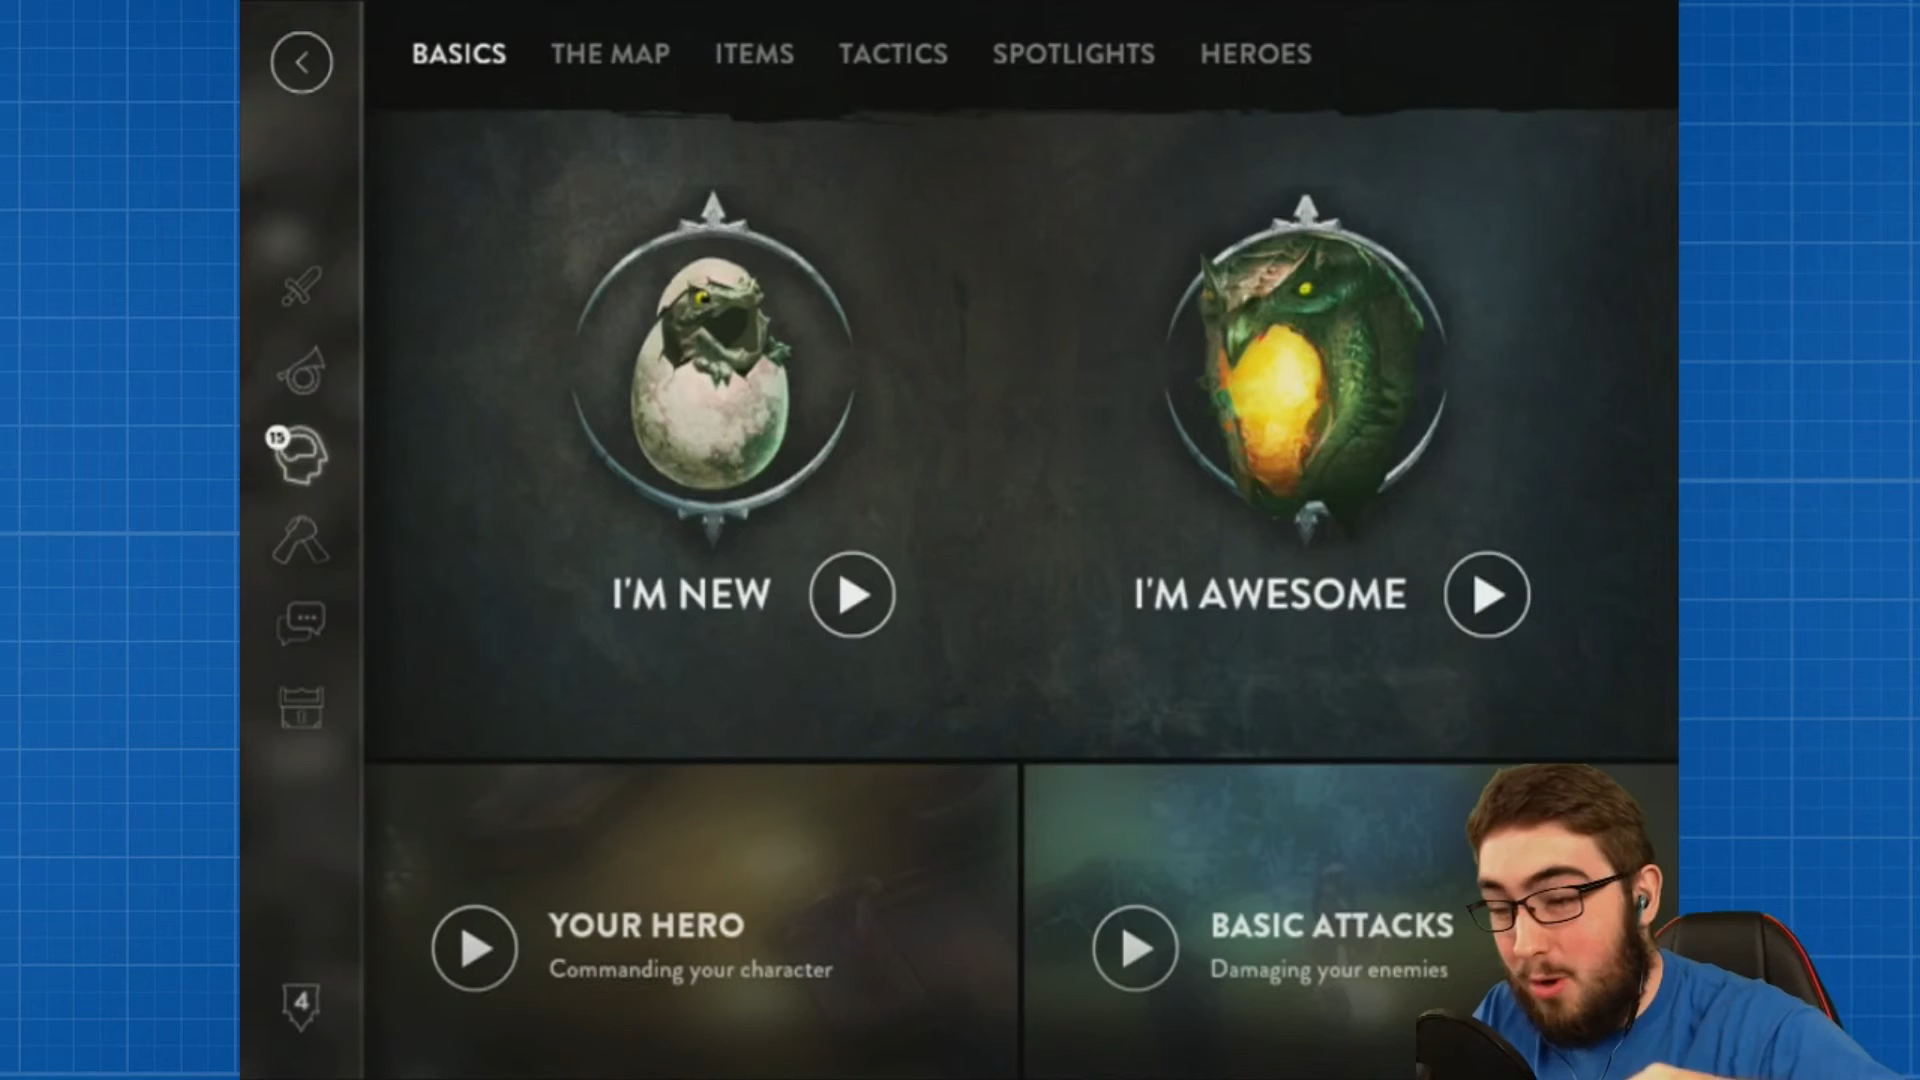 BASICS THE MAP ITEMS TACTICS SPOTLIGHTS HEROES
15
I'M NEW
I'M AWESOME
YOUR HERO
Commanding your character
BASIC ATTACKS
Damaging your enemies
4